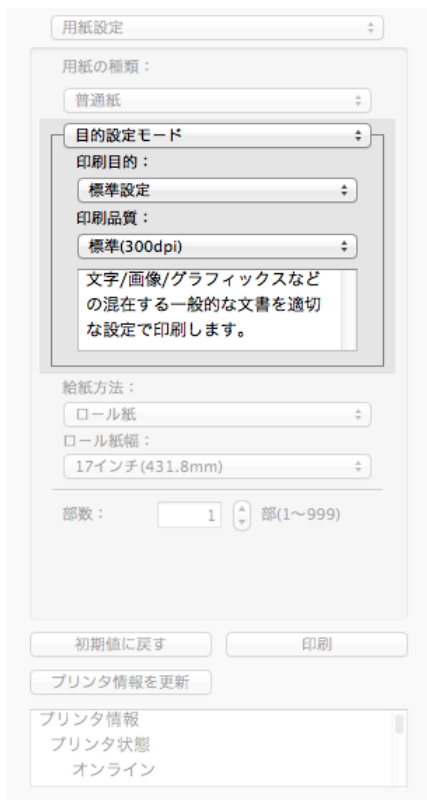 用紙設定
用紙の種類：
普通紙
目的設定モード
印刷目的：
標準設定
印刷品質：
標準(300dpi)
文字/画像/グラフィックスなど
の混在する一般的な文書を適切
な設定で印刷します。
給紙方法：
ロール紙
ロール紙幅：
17インチ(431.8mm)
部数： 1 部(1〜999)
初期値に戻す 印刷
プリンタ情報を更新
プリンタ情報
プリンタ状態
オンライン